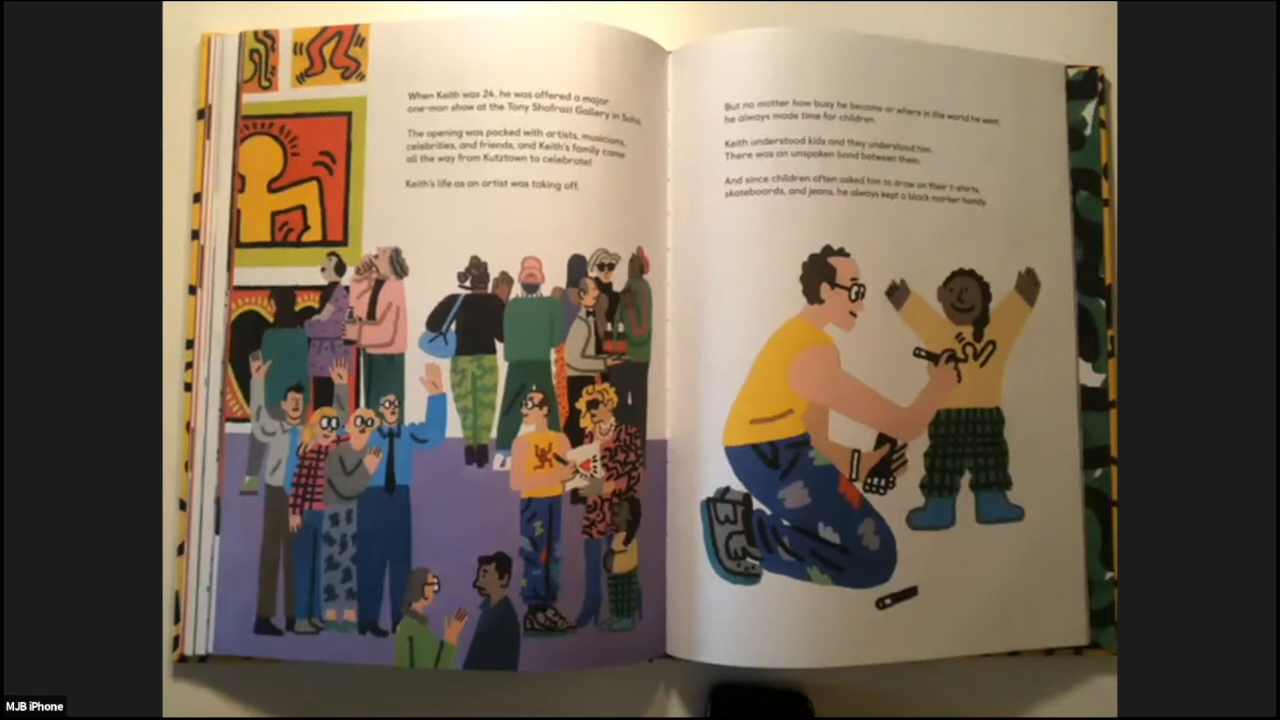 When Keith was 24, he was offered a major
one-man show at the Tony Shafrazi Gallery in Soho.
The opening was packed with artists, musicians,
celebrities, and friends, and Keith's family came
all the way from Kutztown to celebrate!
Keith's life as an artist was taking off.
But no matter how busy he became or where in the world he went,
he always made time for children.
Keith understood kids and they understood him.
There was an unspoken bond between them.
And since children often asked him to draw on their t-shirts,
skateboards, and jeans, he always kept a black marker handy.
MJB iPhone